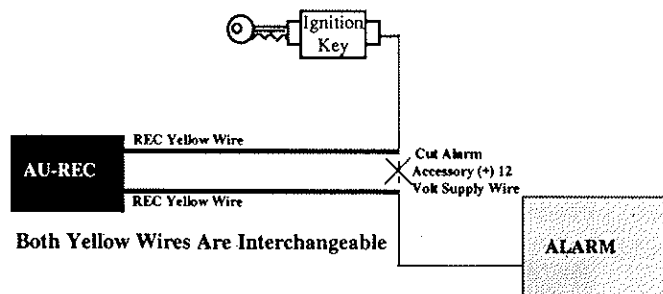 Ignition
Key
REC Yellow Wire
AU-REC
Cut Alarm
Accessory (+) 12
Volt Supply Wire
REC Yellow Wire
Both Yellow Wires Are Interchangeable
ALARM